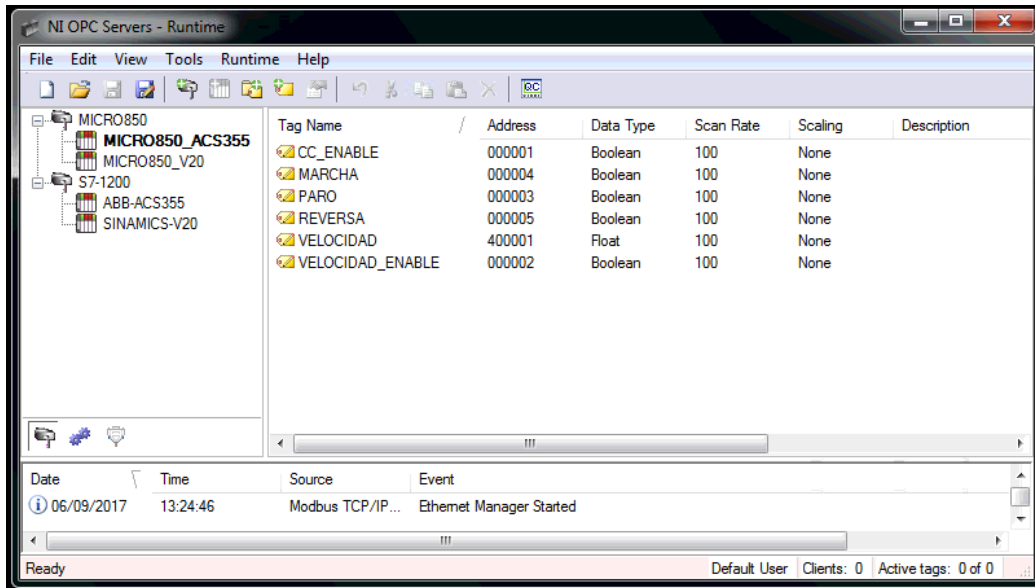 NI OPC Servers - Runtime
File Edit View Tools Runtime Help
QC
MICRO850
MICRO850_ACS355
MICRO850_V20
S7-1200
ABB-ACS355
SINAMICS-V20
Tag Name Address Data Type Scan Rate Scaling Description
CC_ENABLE 000001 Boolean 100 None
MARCHA 000004 Boolean 100 None
PARO 000003 Boolean 100 None
REVERSA 000005 Boolean 100 None
VELOCIDAD 400001 Float 100 None
VELOCIDAD_ENABLE 000002 Boolean 100 None
Date Time Source Event
06/09/2017 13:24:46 Modbus TCP/IP... Ethernet Manager Started
Ready Default User Clients: 0 Active tags: 0 of 0